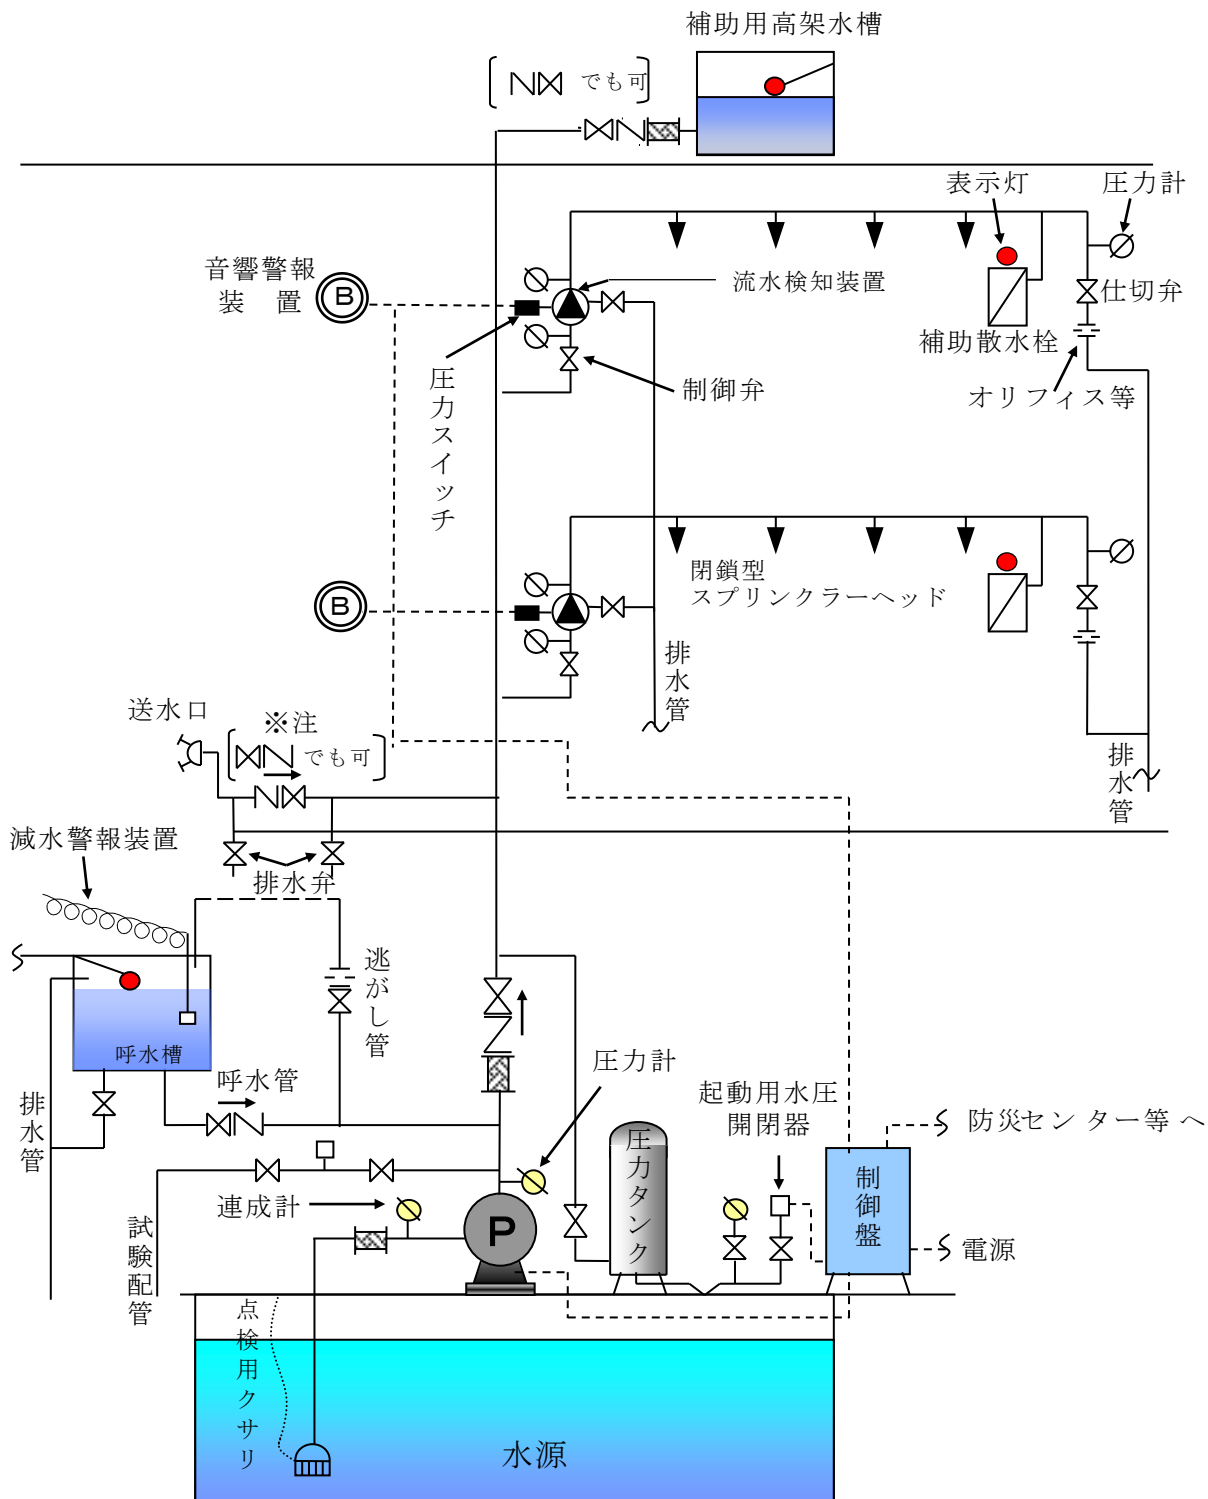 補助用高架水槽
でも可
表示灯
圧力計
音響警報
装 置
B
流水検知装置
仕切弁
補助散水栓
圧力スイッチ
制御弁
オリフィス等
閉鎖型
スプリンクラーヘッド
B
排水管
送水口
※注
でも可
排水管
減水警報装置
排水弁
逃がし管
呼水槽
呼水管
圧力計
起動用水圧
開閉器
排水管
圧力タンク
防災センター等へ
制御盤
連成計
P
試験配管
電源
点検用クサリ
水源